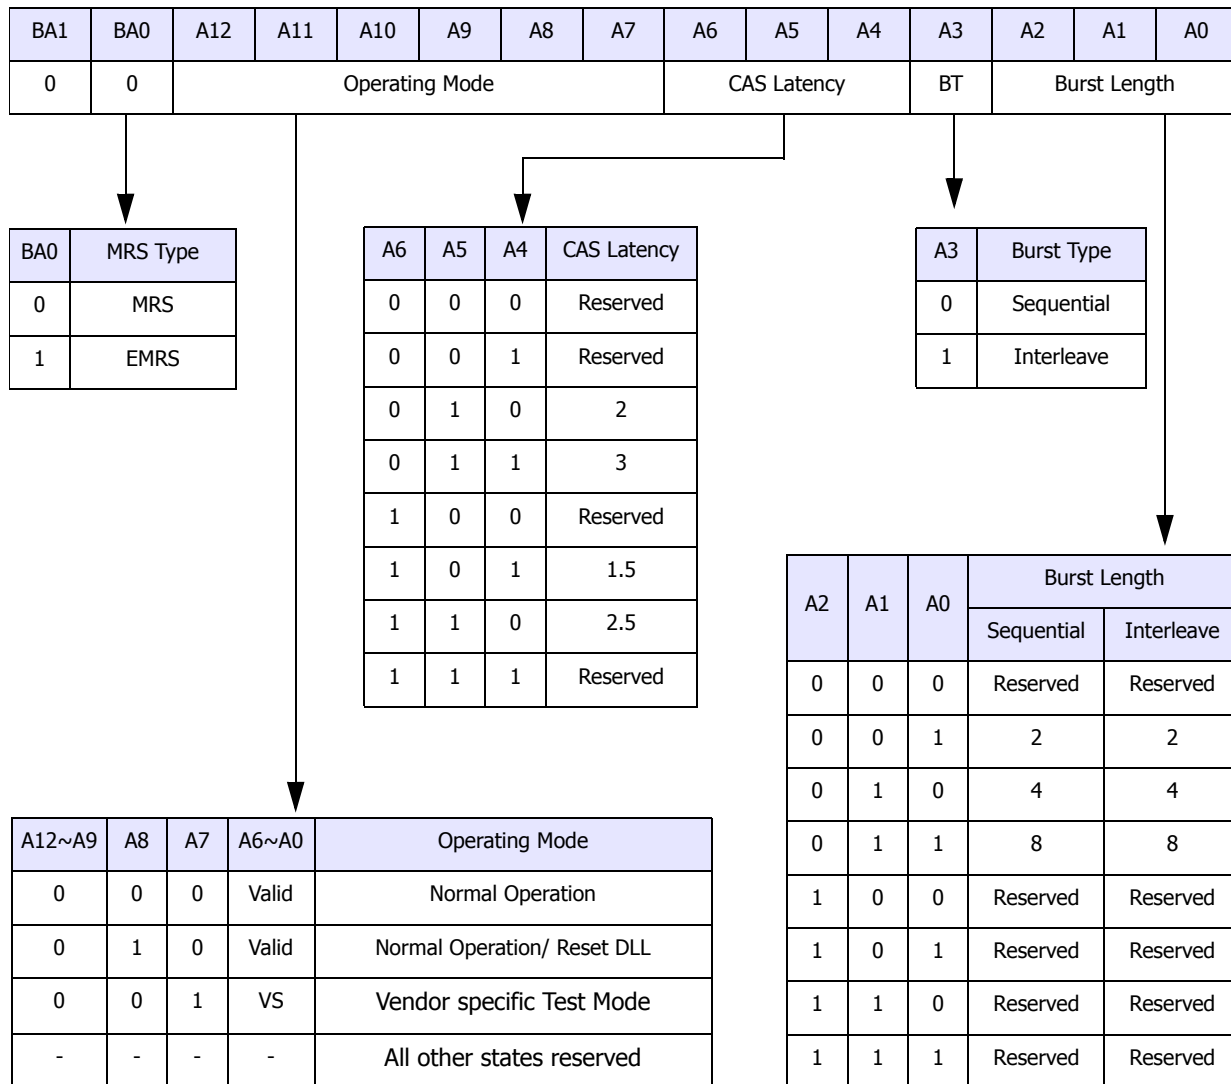 BA1 BA0 A12 A11 A10 A9 A8 A7 A6 A5 A4 A3 A2 A1 A0
0 0 Operating Mode CAS Latency BT Burst Length
BA0 MRS Type
0 MRS
1 EMRS
A6 A5 A4 CAS Latency
0 0 0 Reserved
0 0 1 Reserved
0 1 0 2
0 1 1 3
1 0 0 Reserved
1 0 1 1.5
1 1 0 2.5
1 1 1 Reserved
A3 Burst Type
0 Sequential
1 Interleave
A2 A1 A0 Burst Length
Sequential Interleave
0 0 0 Reserved Reserved
0 0 1 2 2
0 1 0 4 4
0 1 1 8 8
1 0 0 Reserved Reserved
1 0 1 Reserved Reserved
1 1 0 Reserved Reserved
1 1 1 Reserved Reserved
A12~A9 A8 A7 A6~A0 Operating Mode
0 0 0 Valid Normal Operation
0 1 0 Valid Normal Operation/ Reset DLL
0 0 1 VS Vendor specific Test Mode
- - - - All other states reserved